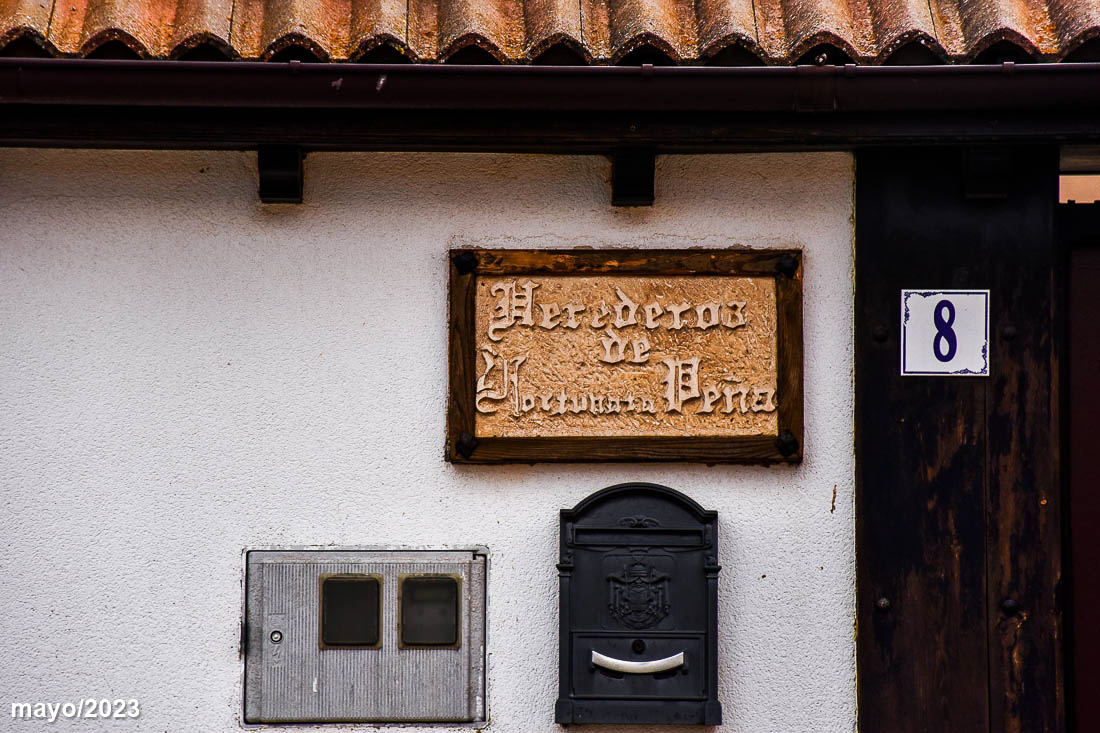 Herederos
de
Fortunata Peña
8
mayo/2023